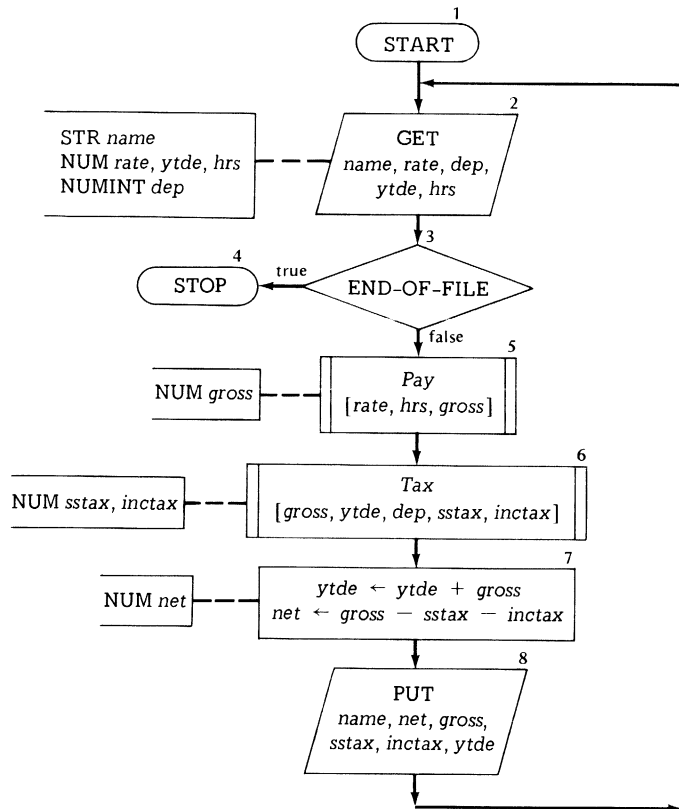 1
START
2
STR name
NUM rate, ytde, hrs
NUMINT dep
GET
name, rate, dep,
ytde, hrs
3
4
STOP
true
END-OF-FILE
false
5
NUM gross
Pay
[rate, hrs, gross]
6
NUM sstax, inctax
Tax
[gross, ytde, dep, sstax, inctax]
7
NUM net
ytde ← ytde + gross
net ← gross − sstax − inctax
8
PUT
name, net, gross,
sstax, inctax, ytde